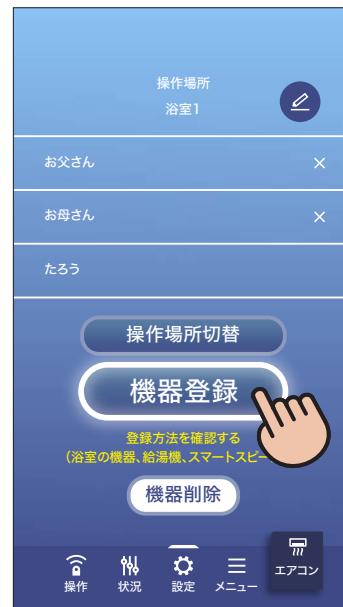 操作場所
浴室1
お父さん ×
お母さん ×
たろう
操作場所切替
機器登録
登録方法を確認する
(浴室の機器、給湯機、スマートスピー
機器削除
操作 状況 設定 メニュー エアコン